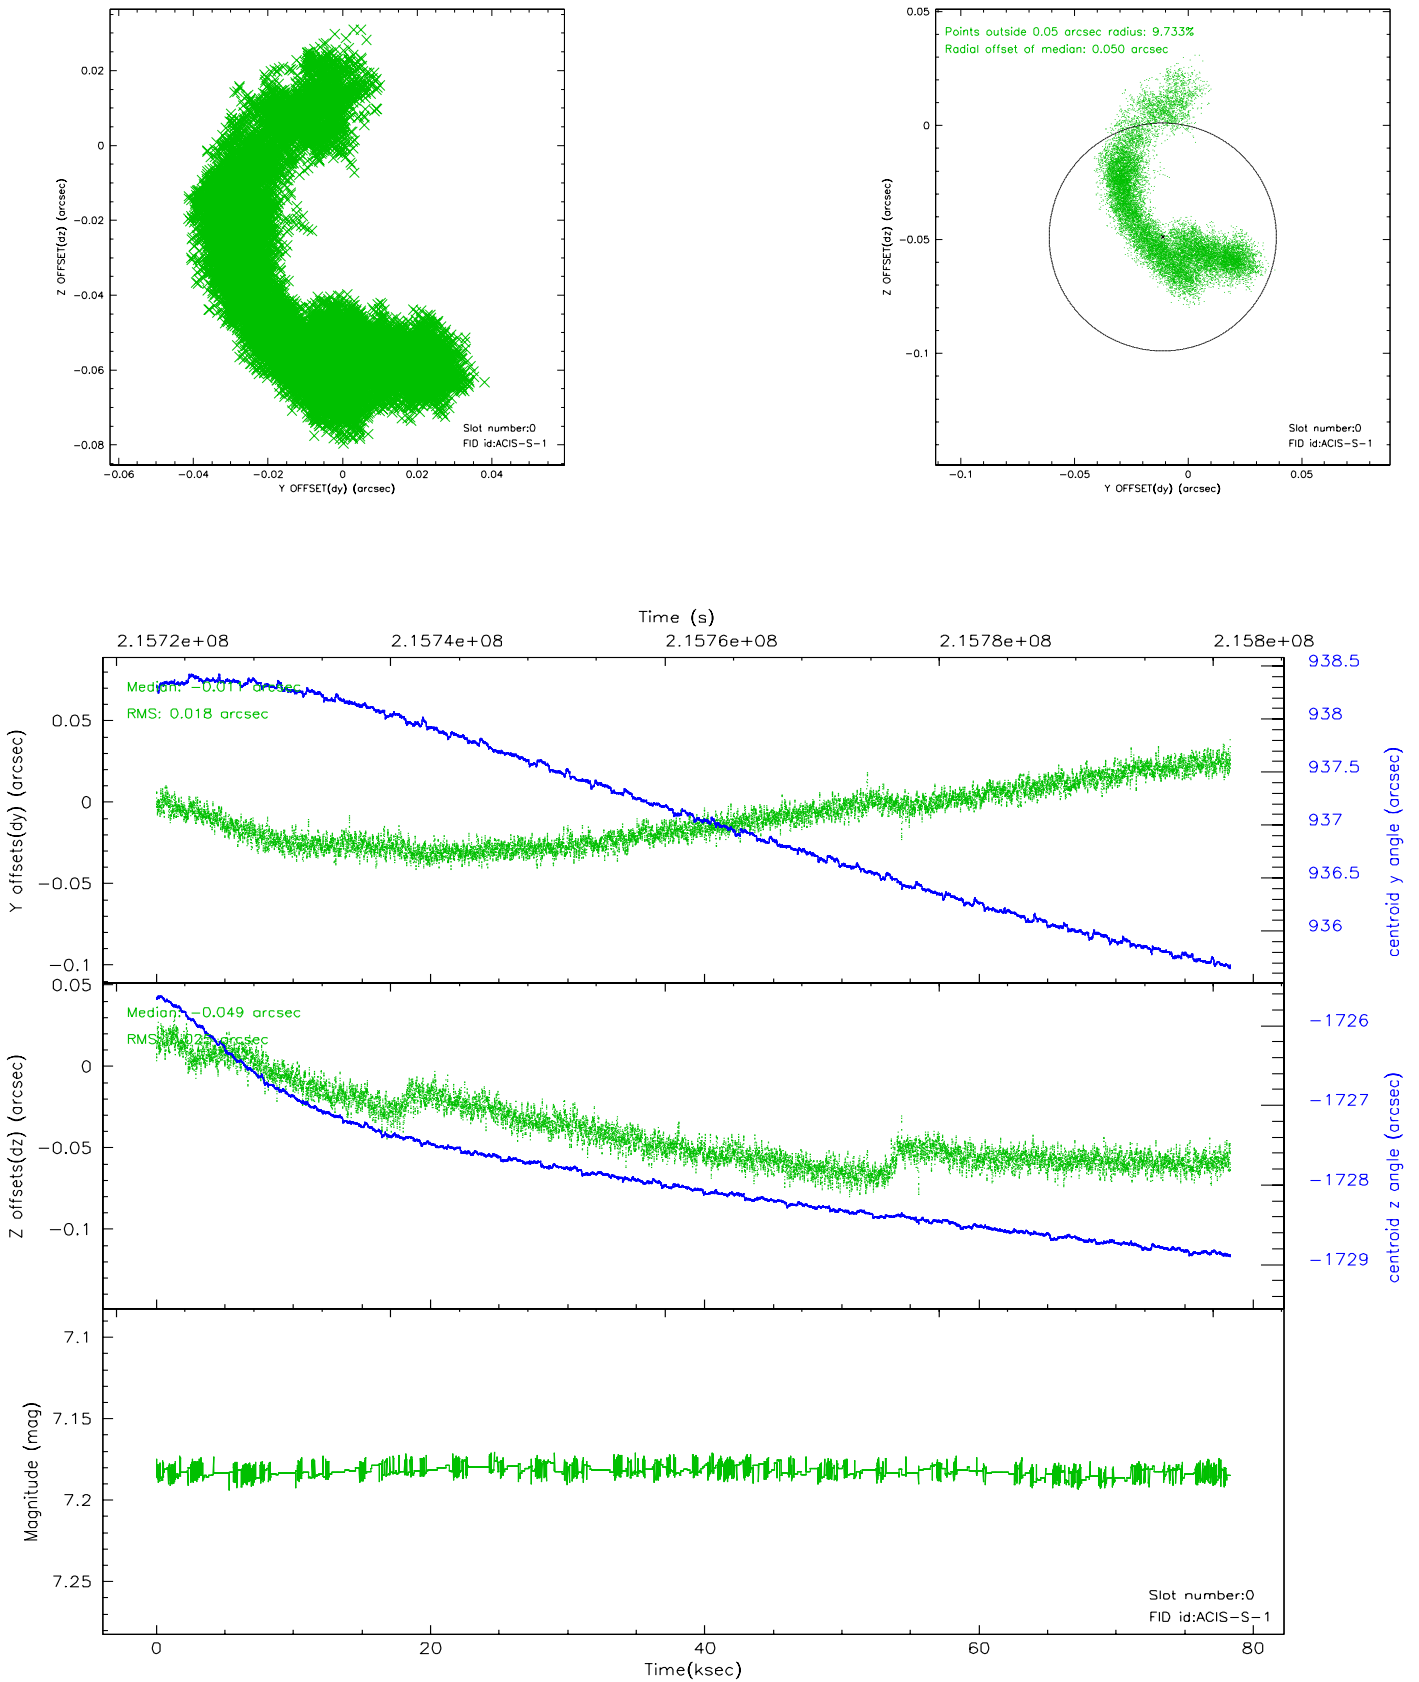 0.02
0
−0.02
−0.04
−0.06
−0.08
Z OFFSET(dz) (arcsec)
Slot number:0
FID id:ACIS−S−1
−0.06
−0.04
−0.02
0
0.02
0.04
Y OFFSET(dy) (arcsec)
0.05
0
−0.05
−0.1
Z OFFSET(dz) (arcsec)
Points outside 0.05 arcsec radius: 9.733%
Radial offset of median: 0.050 arcsec
Slot number:0
FID id:ACIS−S−1
−0.1
−0.05
0
0.05
Y OFFSET(dy) (arcsec)
Time (s)
2.1572e+08
2.1574e+08
2.1576e+08
2.1578e+08
2.158e+08
Median: −0.011 arcsec
RMS: 0.018 arcsec
0.05
0
−0.05
−0.1
Y offsets(dy) (arcsec)
938.5
938
937.5
937
936.5
936
centroid y angle (arcsec)
Median: −0.049 arcsec
RMS: 0.025 arcsec
0.05
0
−0.05
−0.1
Z offsets(dz) (arcsec)
−1726
−1727
−1728
−1729
centroid z angle (arcsec)
7.1
7.15
7.2
7.25
Magnitude (mag)
Slot number:0
FID id:ACIS−S−1
0
20
40
60
80
Time(ksec)